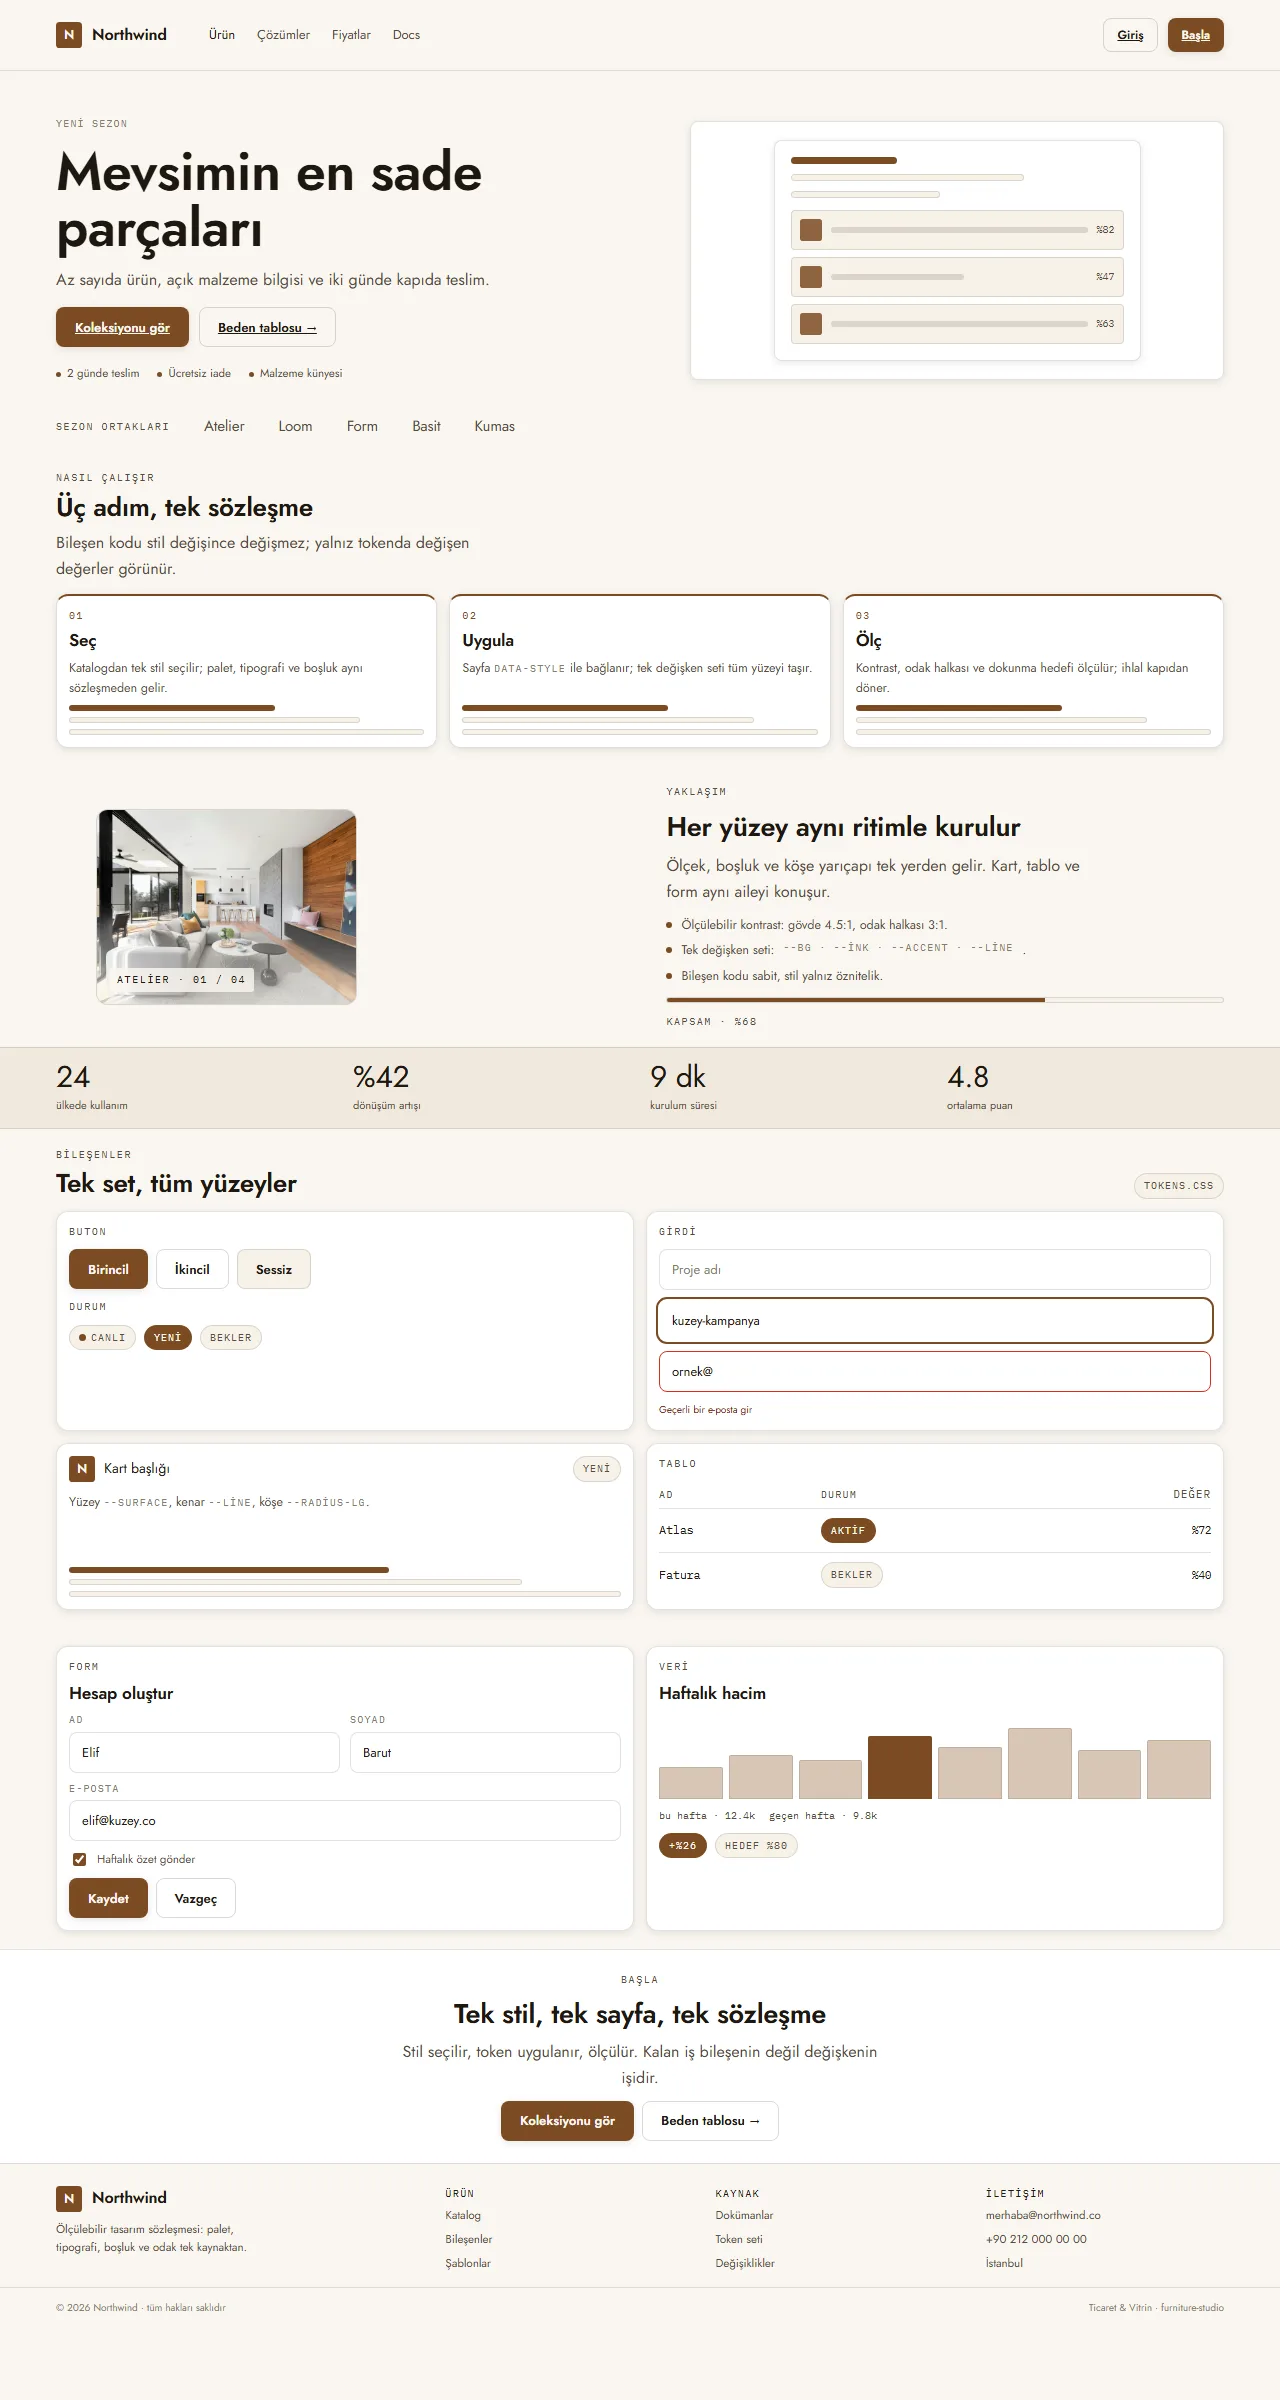 N Northwind Ürün Çözümler Fiyatlar Docs Giriş Başla
YENİ SEZON
Mevsimin en sade
parçaları
Az sayıda ürün, açık malzeme bilgisi ve iki günde kapıda teslim.
Koleksiyonu gör Beden tablosu →
2 günde teslim Ücretsiz iade Malzeme künyesi
%82
%47
%63
SEZON ORTAKLARI Atelier Loom Form Basit Kumas
NASIL ÇALIŞIR
Üç adım, tek sözleşme
Bileşen kodu stil değişince değişmez; yalnız tokenda değişen
değerler görünür.
01
Seç
Katalogdan tek stil seçilir; palet, tipografi ve boşluk aynı
sözleşmeden gelir.
02
Uygula
Sayfa DATA-STYLE ile bağlanır; tek değişken seti tüm yüzeyi taşır.
03
Ölç
Kontrast, odak halkası ve dokunma hedefi ölçülür; ihlal kapıdan
döner.
ATELİER · 01 / 04
YAKLAŞIM
Her yüzey aynı ritimle kurulur
Ölçek, boşluk ve köşe yarıçapı tek yerden gelir. Kart, tablo ve
form aynı aileyi konuşur.
Ölçülebilir kontrast: gövde 4.5:1, odak halkası 3:1.
Tek değişken seti: --BG · --İNK · --ACCENT · --LİNE .
Bileşen kodu sabit, stil yalnız öznitelik.
KAPSAM · %68
24
ülkede kullanım
%42
dönüşüm artışı
9 dk
kurulum süresi
4.8
ortalama puan
BİLEŞENLER
Tek set, tüm yüzeyler
TOKENS.CSS
BUTON
Birincil İkincil Sessiz
DURUM
CANLI YENİ BEKLER
GİRDİ
Proje adı
kuzey-kampanya
ornek@
Geçerli bir e-posta gir
N Kart başlığı YENİ
Yüzey --SURFACE, kenar --LİNE, köşe --RADİUS-LG.
TABLO
AD DURUM DEĞER
Atlas AKTİF %72
Fatura BEKLER %40
FORM
Hesap oluştur
AD SOYAD
Elif Barut
E-POSTA
elif@kuzey.co
Haftalık özet gönder
Kaydet Vazgeç
VERİ
Haftalık hacim
bu hafta · 12.4k geçen hafta · 9.8k
+%26 HEDEF %80
BAŞLA
Tek stil, tek sayfa, tek sözleşme
Stil seçilir, token uygulanır, ölçülür. Kalan iş bileşenin değil değişkenin
işidir.
Koleksiyonu gör Beden tablosu →
N Northwind
Ölçülebilir tasarım sözleşmesi: palet,
tipografi, boşluk ve odak tek kaynaktan.
ÜRÜN
Katalog
Bileşenler
Şablonlar
KAYNAK
Dokümanlar
Token seti
Değişiklikler
İLETİŞİM
merhaba@northwind.co
+90 212 000 00 00
İstanbul
© 2026 Northwind · tüm hakları saklıdır
Ticaret & Vitrin · furniture-studio